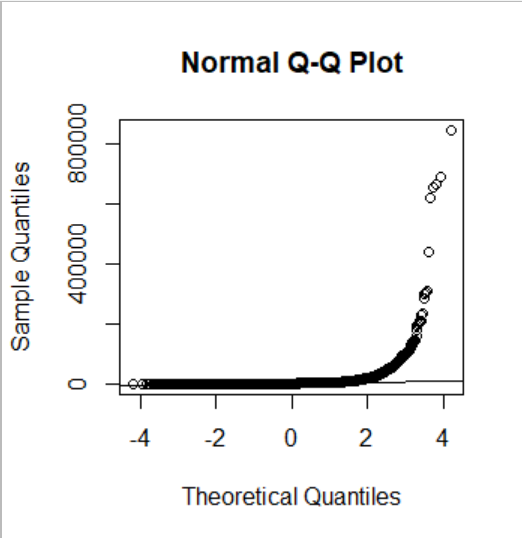 Normal Q-Q Plot
Sample Quantiles
800000
400000
0
-4 -2 0 2 4
Theoretical Quantiles